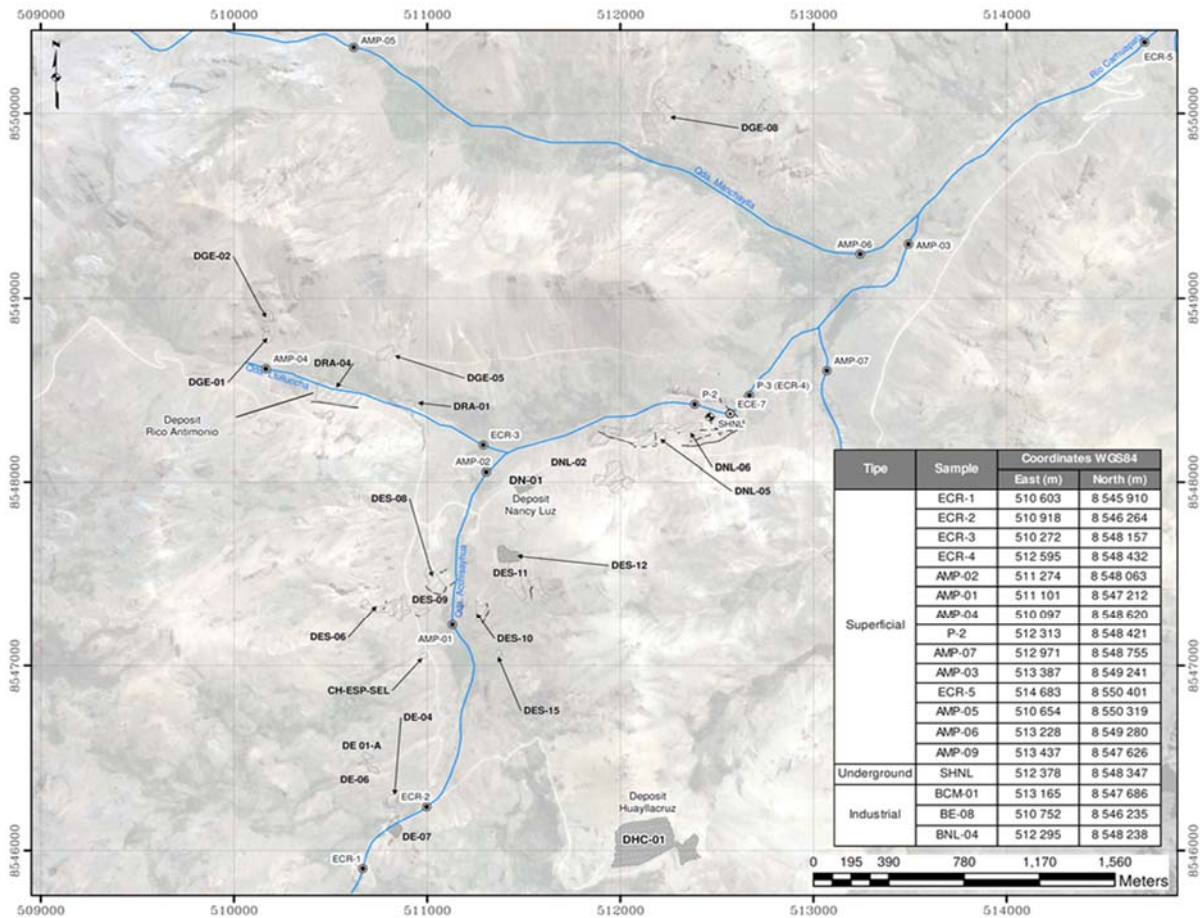 509000 510000 511000 512000 513000 514000
N
AMP-05
ECR-5
Río Carhuapata
8550000
8550000
DGE-08
Qda. Manchaylla
AMP-06
AMP-03
DGE-02
8549000
8549000
AMP-04
DRA-04
AMP-07
DGE-01
DGE-05
P-3 (ECR-4)
DRA-01
P-2
ECE-7
SHNL
Deposit
Rico Antimonio
ECR-3
AMP-02
DNL-02
DNL-06
DNL-05
8548000
8548000
DN-01
Deposit
Nancy Luz
DES-08
DES-12
DES-11
DES-09
DES-06
DES-10
AMP-01
8547000
8547000
CH-ESP-SEL
DES-15
DE-04
DE 01-A
DE-06
ECR-2
DE-07
Deposit
Huayllacruz
DHC-01
8546000
8546000
ECR-1
Tipe Sample Coordinates WGS84
East (m) North (m)
Superficial
ECR-1 510 603 8 545 910
ECR-2 510 918 8 546 264
ECR-3 510 272 8 548 157
ECR-4 512 595 8 548 432
AMP-02 511 274 8 548 063
AMP-01 511 101 8 547 212
AMP-04 510 097 8 548 620
P-2 512 313 8 548 421
AMP-07 512 971 8 548 755
AMP-03 513 387 8 549 241
ECR-5 514 683 8 550 401
AMP-05 510 654 8 550 319
AMP-06 513 228 8 549 280
AMP-09 513 437 8 547 626
Underground SHNL 512 378 8 548 347
Industrial
BCM-01 513 165 8 547 686
BE-08 510 752 8 546 235
BNL-04 512 295 8 548 238
0 195 390 780 1,170 1,560
Meters
509000 510000 511000 512000 513000 514000